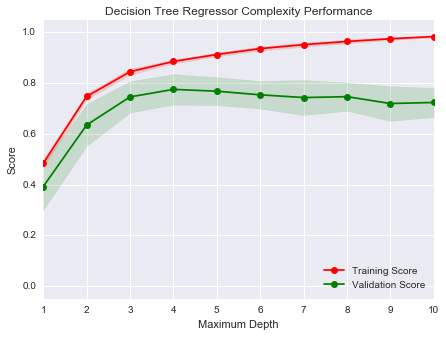 Decision Tree Regressor Complexity Performance
1.0
0.8
0.6
0.4
0.2
0.0
Score
1 2 3 4 5 6 7 8 9 10
Maximum Depth
Training Score
Validation Score